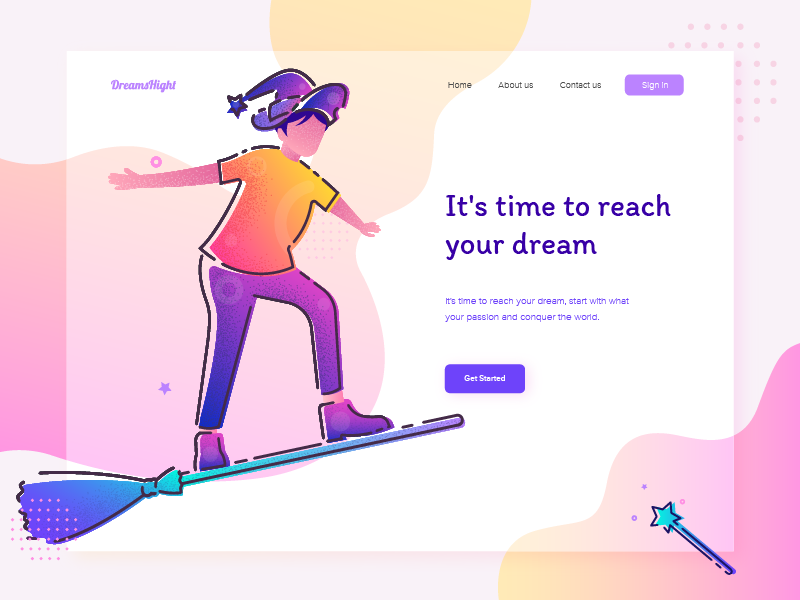 DreamsHight
Home
About us
Contact us
Sign in
It's time to reach
your dream
It's time to reach your dream, start with what
your passion and conquer the world.
Get Started